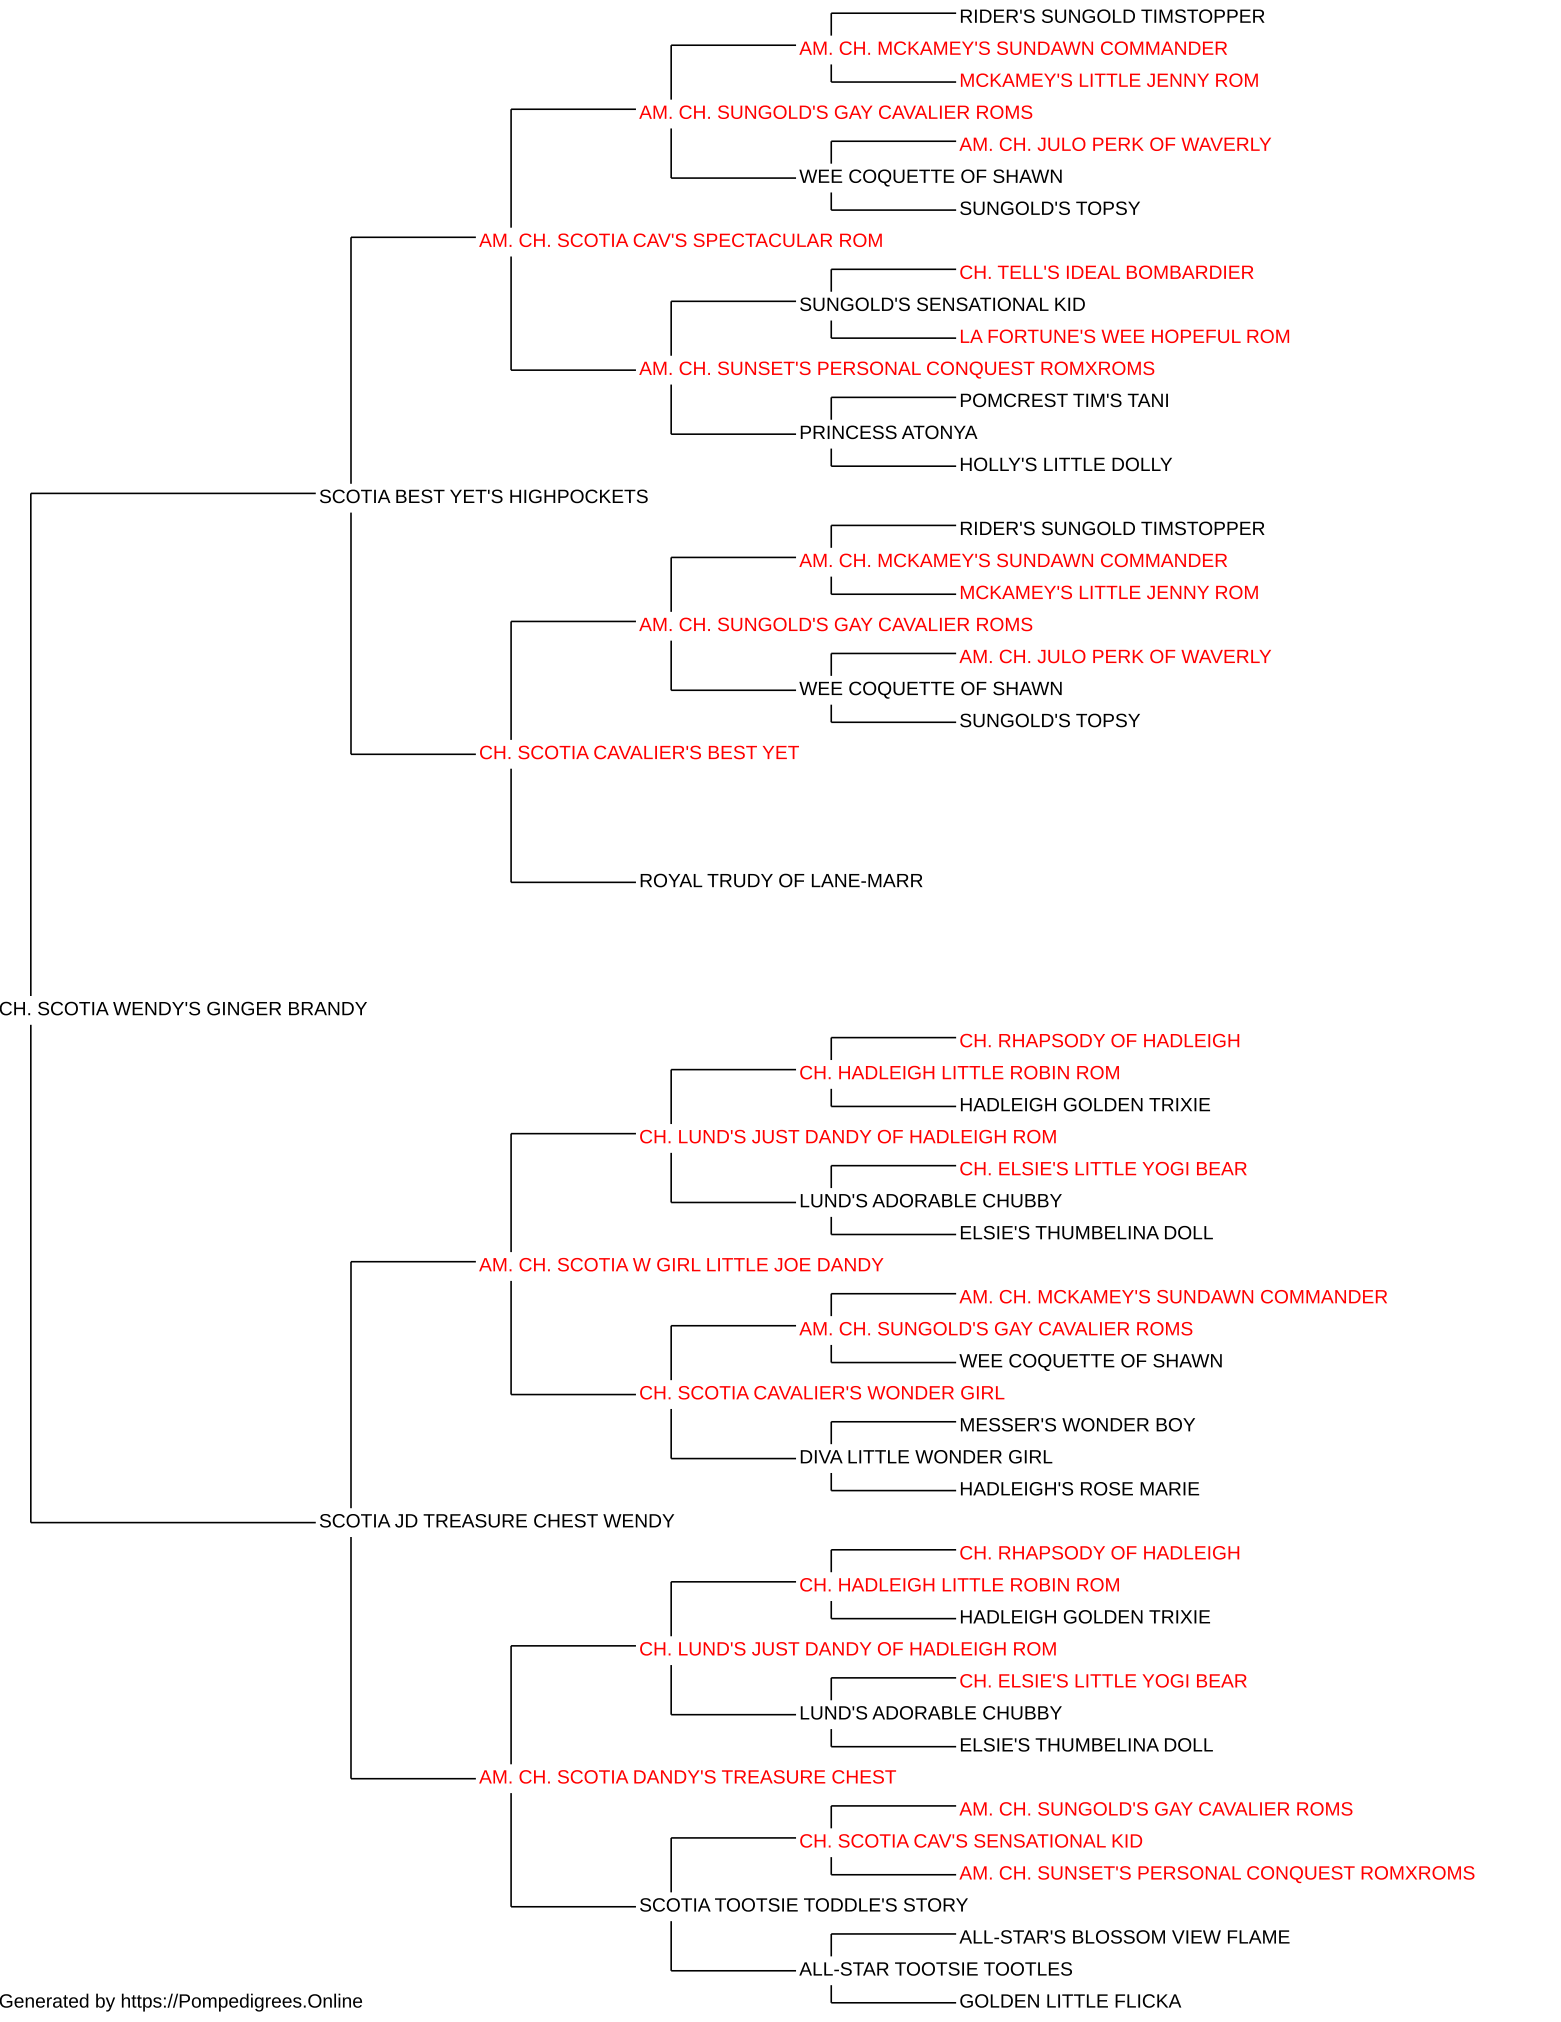 RIDER'S SUNGOLD TIMSTOPPER
AM. CH. MCKAMEY'S SUNDAWN COMMANDER
MCKAMEY'S LITTLE JENNY ROM
AM. CH. SUNGOLD'S GAY CAVALIER ROMS
AM. CH. JULO PERK OF WAVERLY
WEE COQUETTE OF SHAWN
SUNGOLD'S TOPSY
AM. CH. SCOTIA CAV'S SPECTACULAR ROM
CH. TELL'S IDEAL BOMBARDIER
SUNGOLD'S SENSATIONAL KID
LA FORTUNE'S WEE HOPEFUL ROM
AM. CH. SUNSET'S PERSONAL CONQUEST ROMXROMS
POMCREST TIM'S TANI
PRINCESS ATONYA
HOLLY'S LITTLE DOLLY
SCOTIA BEST YET'S HIGHPOCKETS
RIDER'S SUNGOLD TIMSTOPPER
AM. CH. MCKAMEY'S SUNDAWN COMMANDER
MCKAMEY'S LITTLE JENNY ROM
AM. CH. SUNGOLD'S GAY CAVALIER ROMS
AM. CH. JULO PERK OF WAVERLY
WEE COQUETTE OF SHAWN
SUNGOLD'S TOPSY
CH. SCOTIA CAVALIER'S BEST YET
ROYAL TRUDY OF LANE-MARR
CH. SCOTIA WENDY'S GINGER BRANDY
CH. RHAPSODY OF HADLEIGH
CH. HADLEIGH LITTLE ROBIN ROM
HADLEIGH GOLDEN TRIXIE
CH. LUND'S JUST DANDY OF HADLEIGH ROM
CH. ELSIE'S LITTLE YOGI BEAR
LUND'S ADORABLE CHUBBY
ELSIE'S THUMBELINA DOLL
AM. CH. SCOTIA W GIRL LITTLE JOE DANDY
AM. CH. MCKAMEY'S SUNDAWN COMMANDER
AM. CH. SUNGOLD'S GAY CAVALIER ROMS
WEE COQUETTE OF SHAWN
CH. SCOTIA CAVALIER'S WONDER GIRL
MESSER'S WONDER BOY
DIVA LITTLE WONDER GIRL
HADLEIGH'S ROSE MARIE
SCOTIA JD TREASURE CHEST WENDY
CH. RHAPSODY OF HADLEIGH
CH. HADLEIGH LITTLE ROBIN ROM
HADLEIGH GOLDEN TRIXIE
CH. LUND'S JUST DANDY OF HADLEIGH ROM
CH. ELSIE'S LITTLE YOGI BEAR
LUND'S ADORABLE CHUBBY
ELSIE'S THUMBELINA DOLL
AM. CH. SCOTIA DANDY'S TREASURE CHEST
AM. CH. SUNGOLD'S GAY CAVALIER ROMS
CH. SCOTIA CAV'S SENSATIONAL KID
AM. CH. SUNSET'S PERSONAL CONQUEST ROMXROMS
SCOTIA TOOTSIE TODDLE'S STORY
ALL-STAR'S BLOSSOM VIEW FLAME
ALL-STAR TOOTSIE TOOTLES
GOLDEN LITTLE FLICKA
Generated by https://Pompedigrees.Online